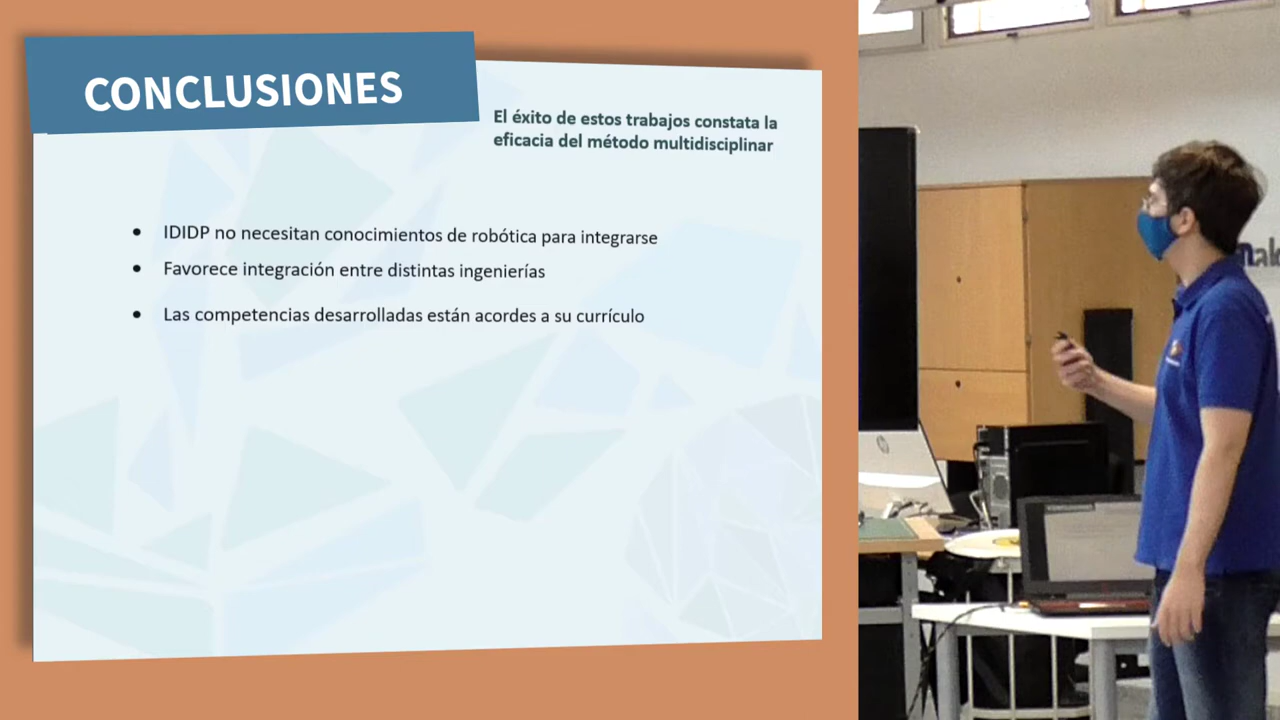 CONCLUSIONES
El éxito de estos trabajos constata la
eficacia del método multidisciplinar
• IDIDP no necesitan conocimientos de robótica para integrarse
• Favorece integración entre distintas ingenierías
• Las competencias desarrolladas están acordes a su currículo